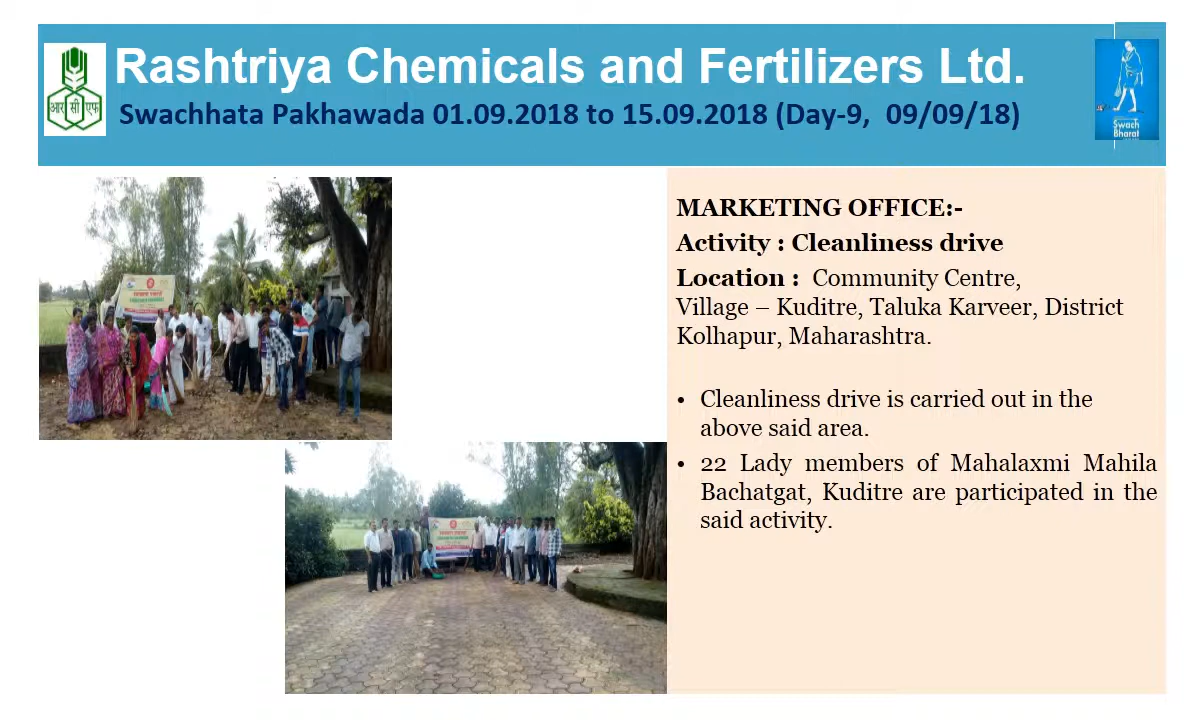 Rashtriya Chemicals and Fertilizers Ltd.
Swachhata Pakhawada 01.09.2018 to 15.09.2018 (Day-9, 09/09/18)
आर सी एफ
Swach
Bharat
MARKETING OFFICE:-
Activity : Cleanliness drive
Location : Community Centre,
Village – Kuditre, Taluka Karveer, District
Kolhapur, Maharashtra.
• Cleanliness drive is carried out in the
above said area.
• 22 Lady members of Mahalaxmi Mahila
Bachatgat, Kuditre are participated in the
said activity.